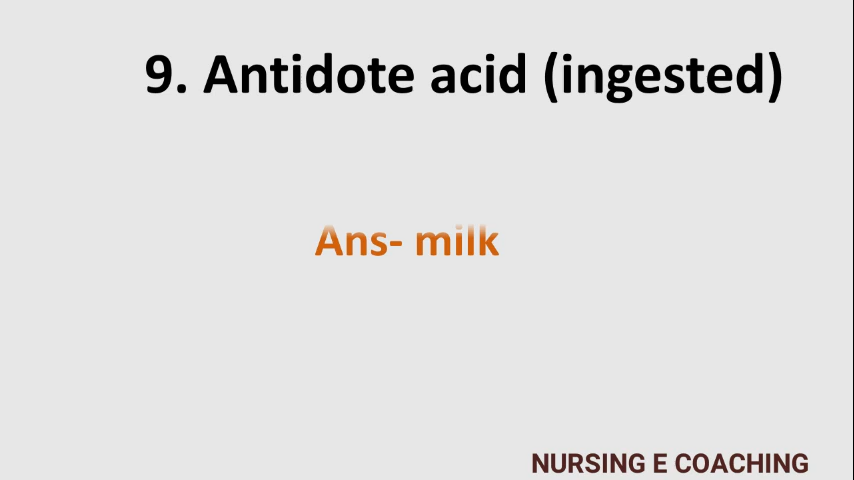 9. Antidote acid (ingested)
Ans- milk
NURSING E COACHING